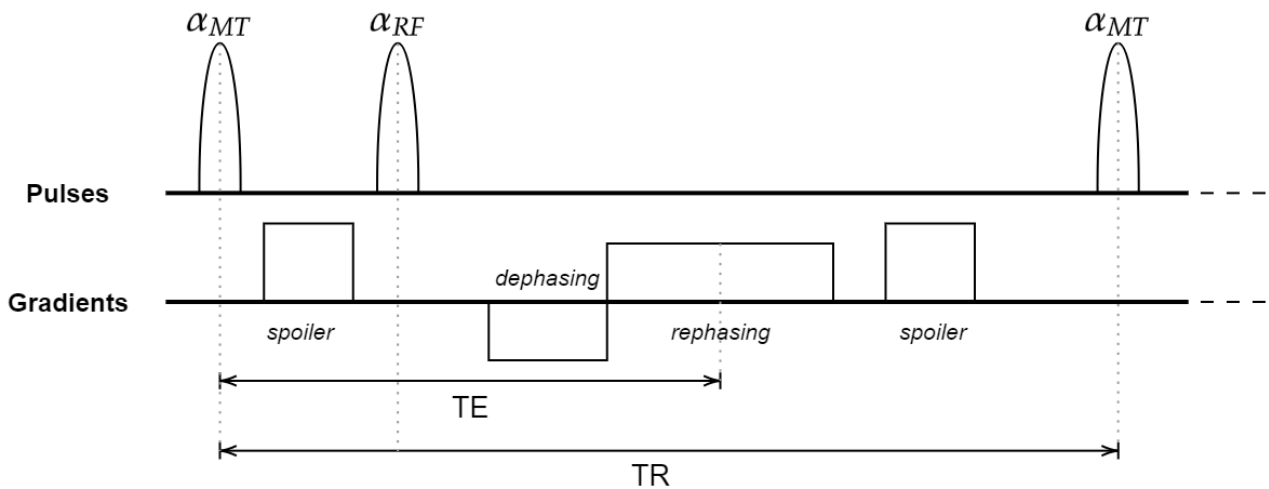 α_MT α_RF α_MT
Pulses
dephasing
Gradients
spoiler rephasing spoiler
TE
TR